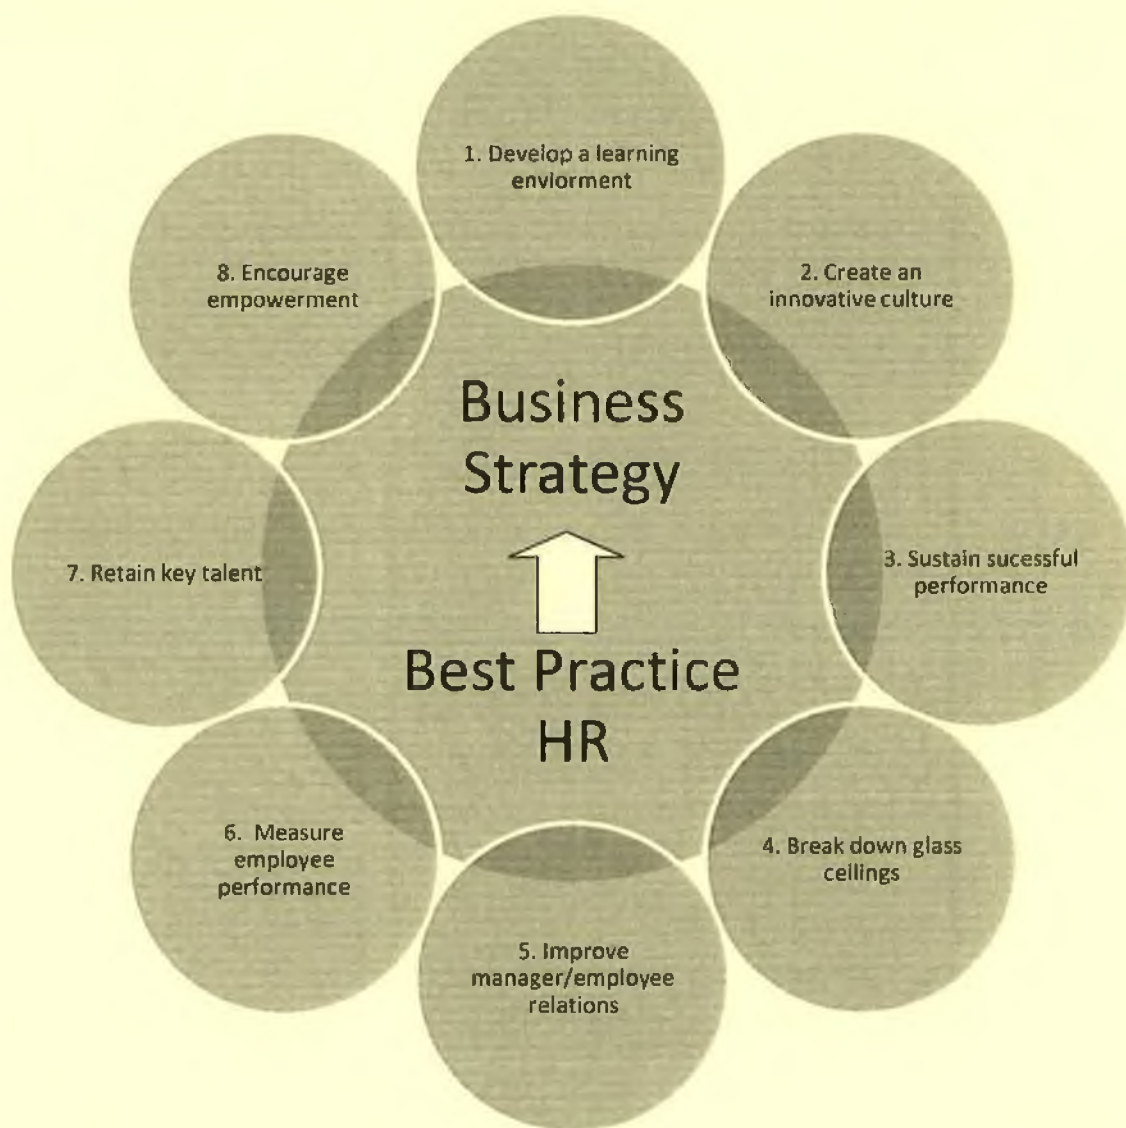 1. Develop a learning
enviorment
2. Create an
innovative culture
3. Sustain sucessful
performance
4. Break down glass
ceilings
5. Improve
manager/employee
relations
6. Measure
employee
performance
7. Retain key talent
8. Encourage
empowerment
Business
Strategy
Best Practice
HR